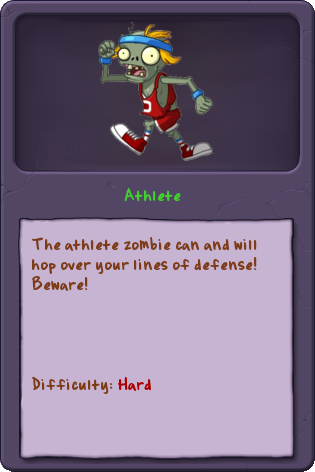 Athlete
The athlete zombie can and will
hop over your lines of defense!
Beware!
Difficulty: Hard